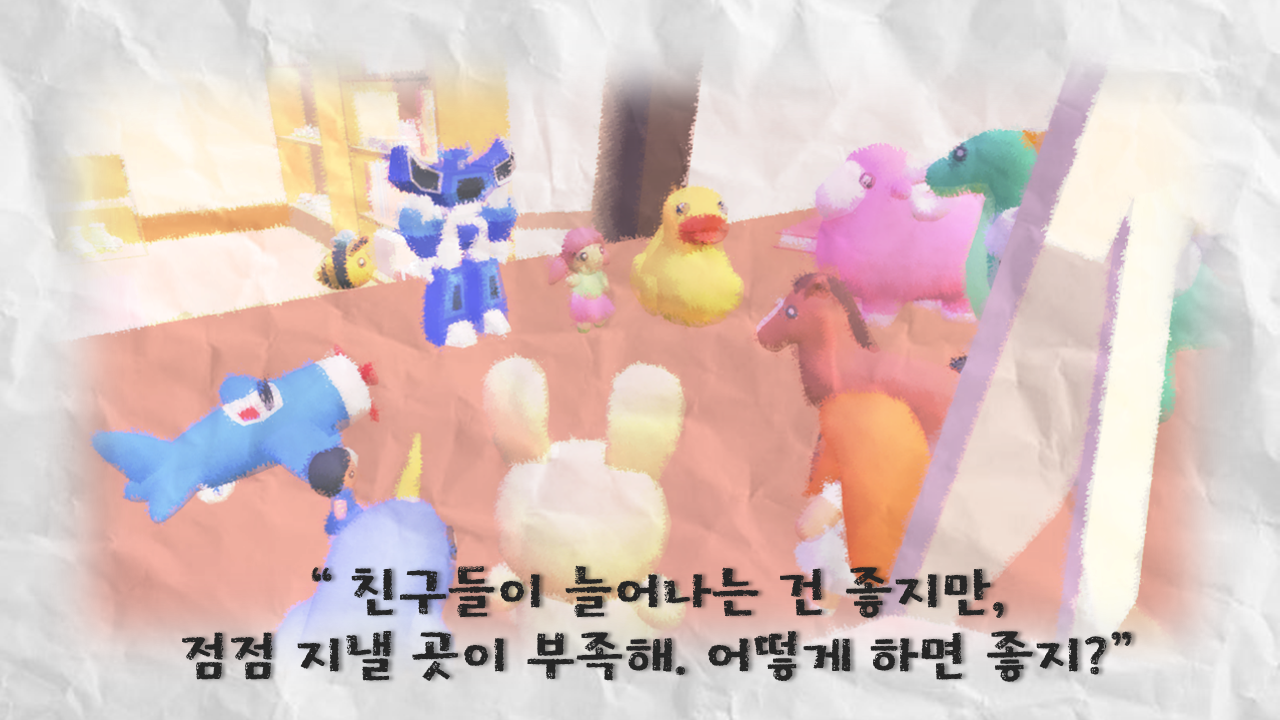 “ 친구들이 늘어나는 건 좋지만,
점점 지낼 곳이 부족해. 어떻게 하면 좋지?”